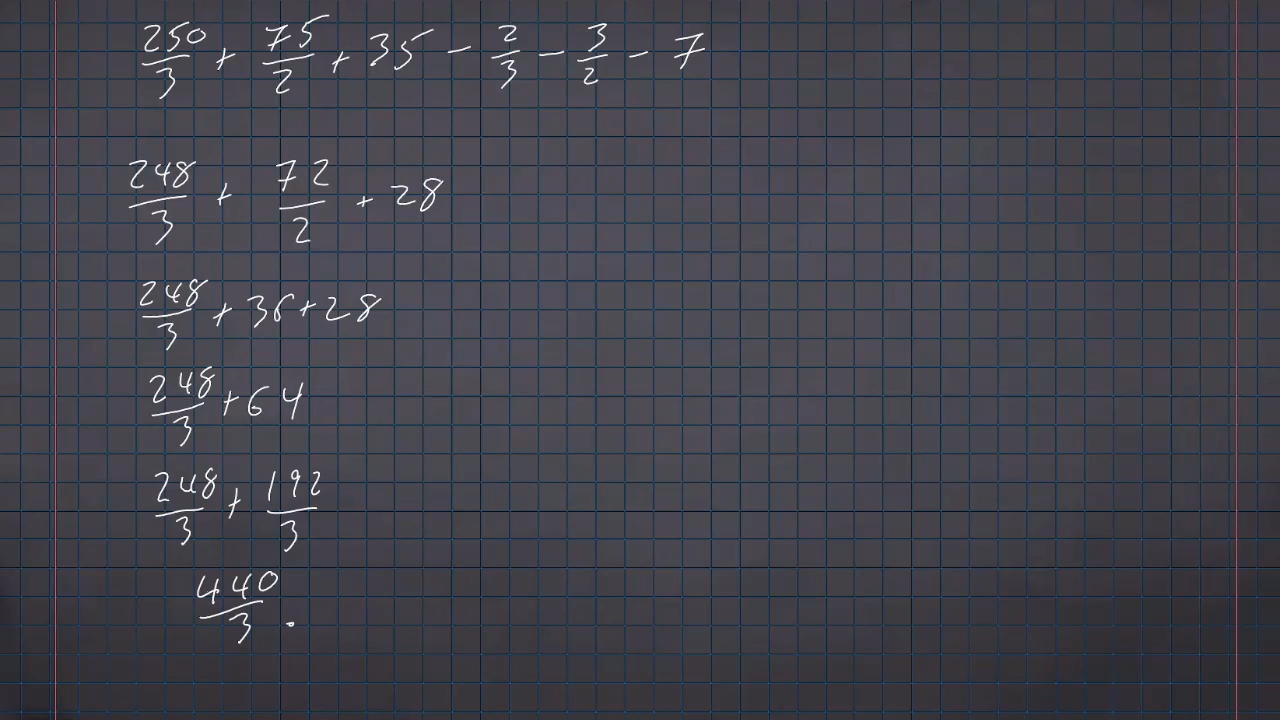 250/3 + 75/2 + 35 - 2/3 - 3/2 - 7
248/3 + 72/2 + 28
248/3 + 36 + 28
248/3 + 64
248/3 + 192/3
440/3 .